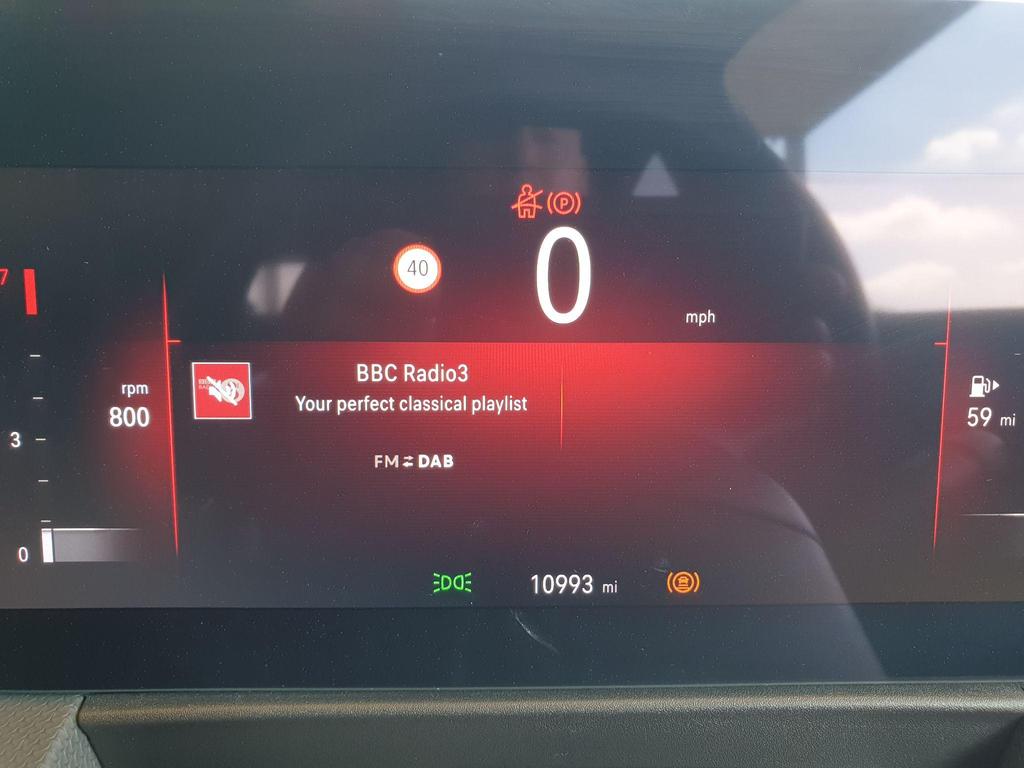 P
0
40
mph
7
BBC Radio3
rpm
Your perfect classical playlist
800
59 mi
3
FM DAB
0
10993 mi